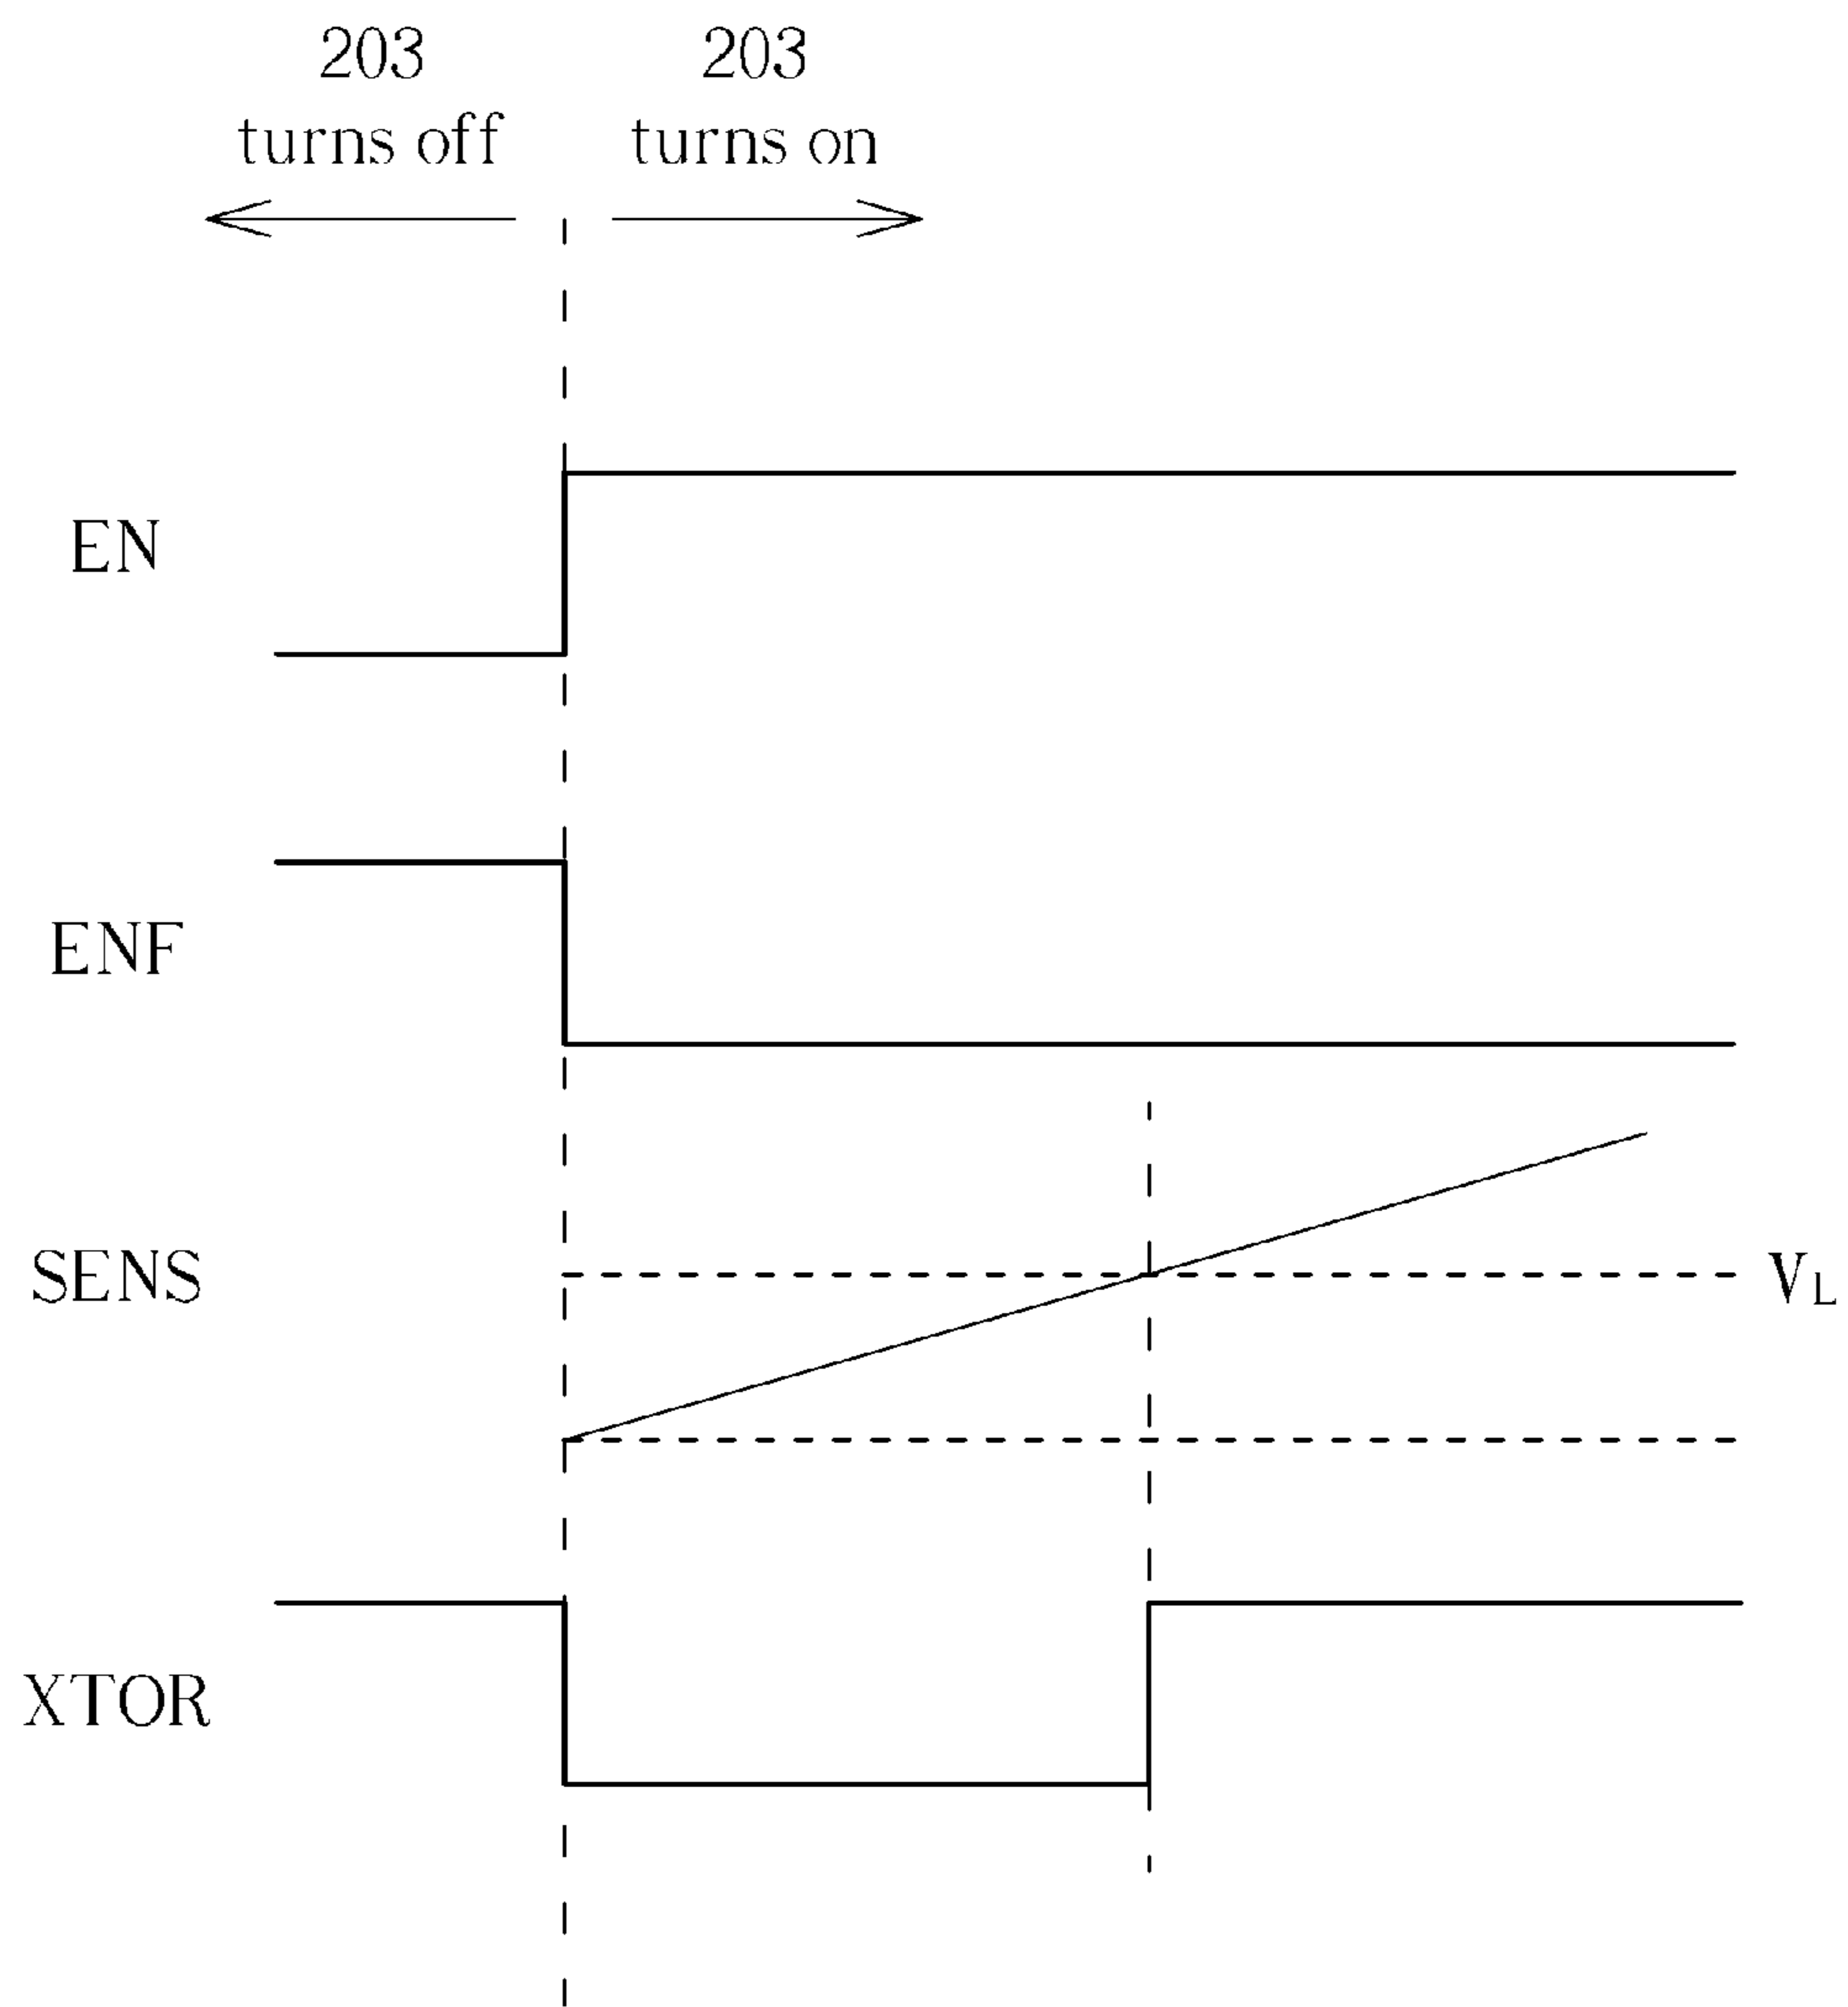 203
turns off
203
turns on
EN
ENF
SENS
VL
XTOR